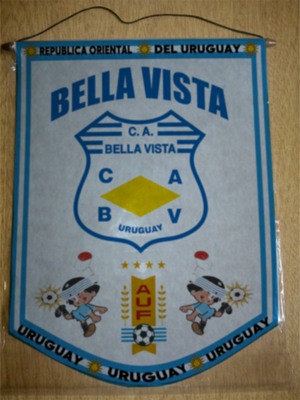 REPUBLICA ORIENTAL DEL URUGUAY
BELLA VISTA
C. A.
BELLA VISTA
C A
B V
URUGUAY
AUF
URUGUAY URUGUAY URUGUAY